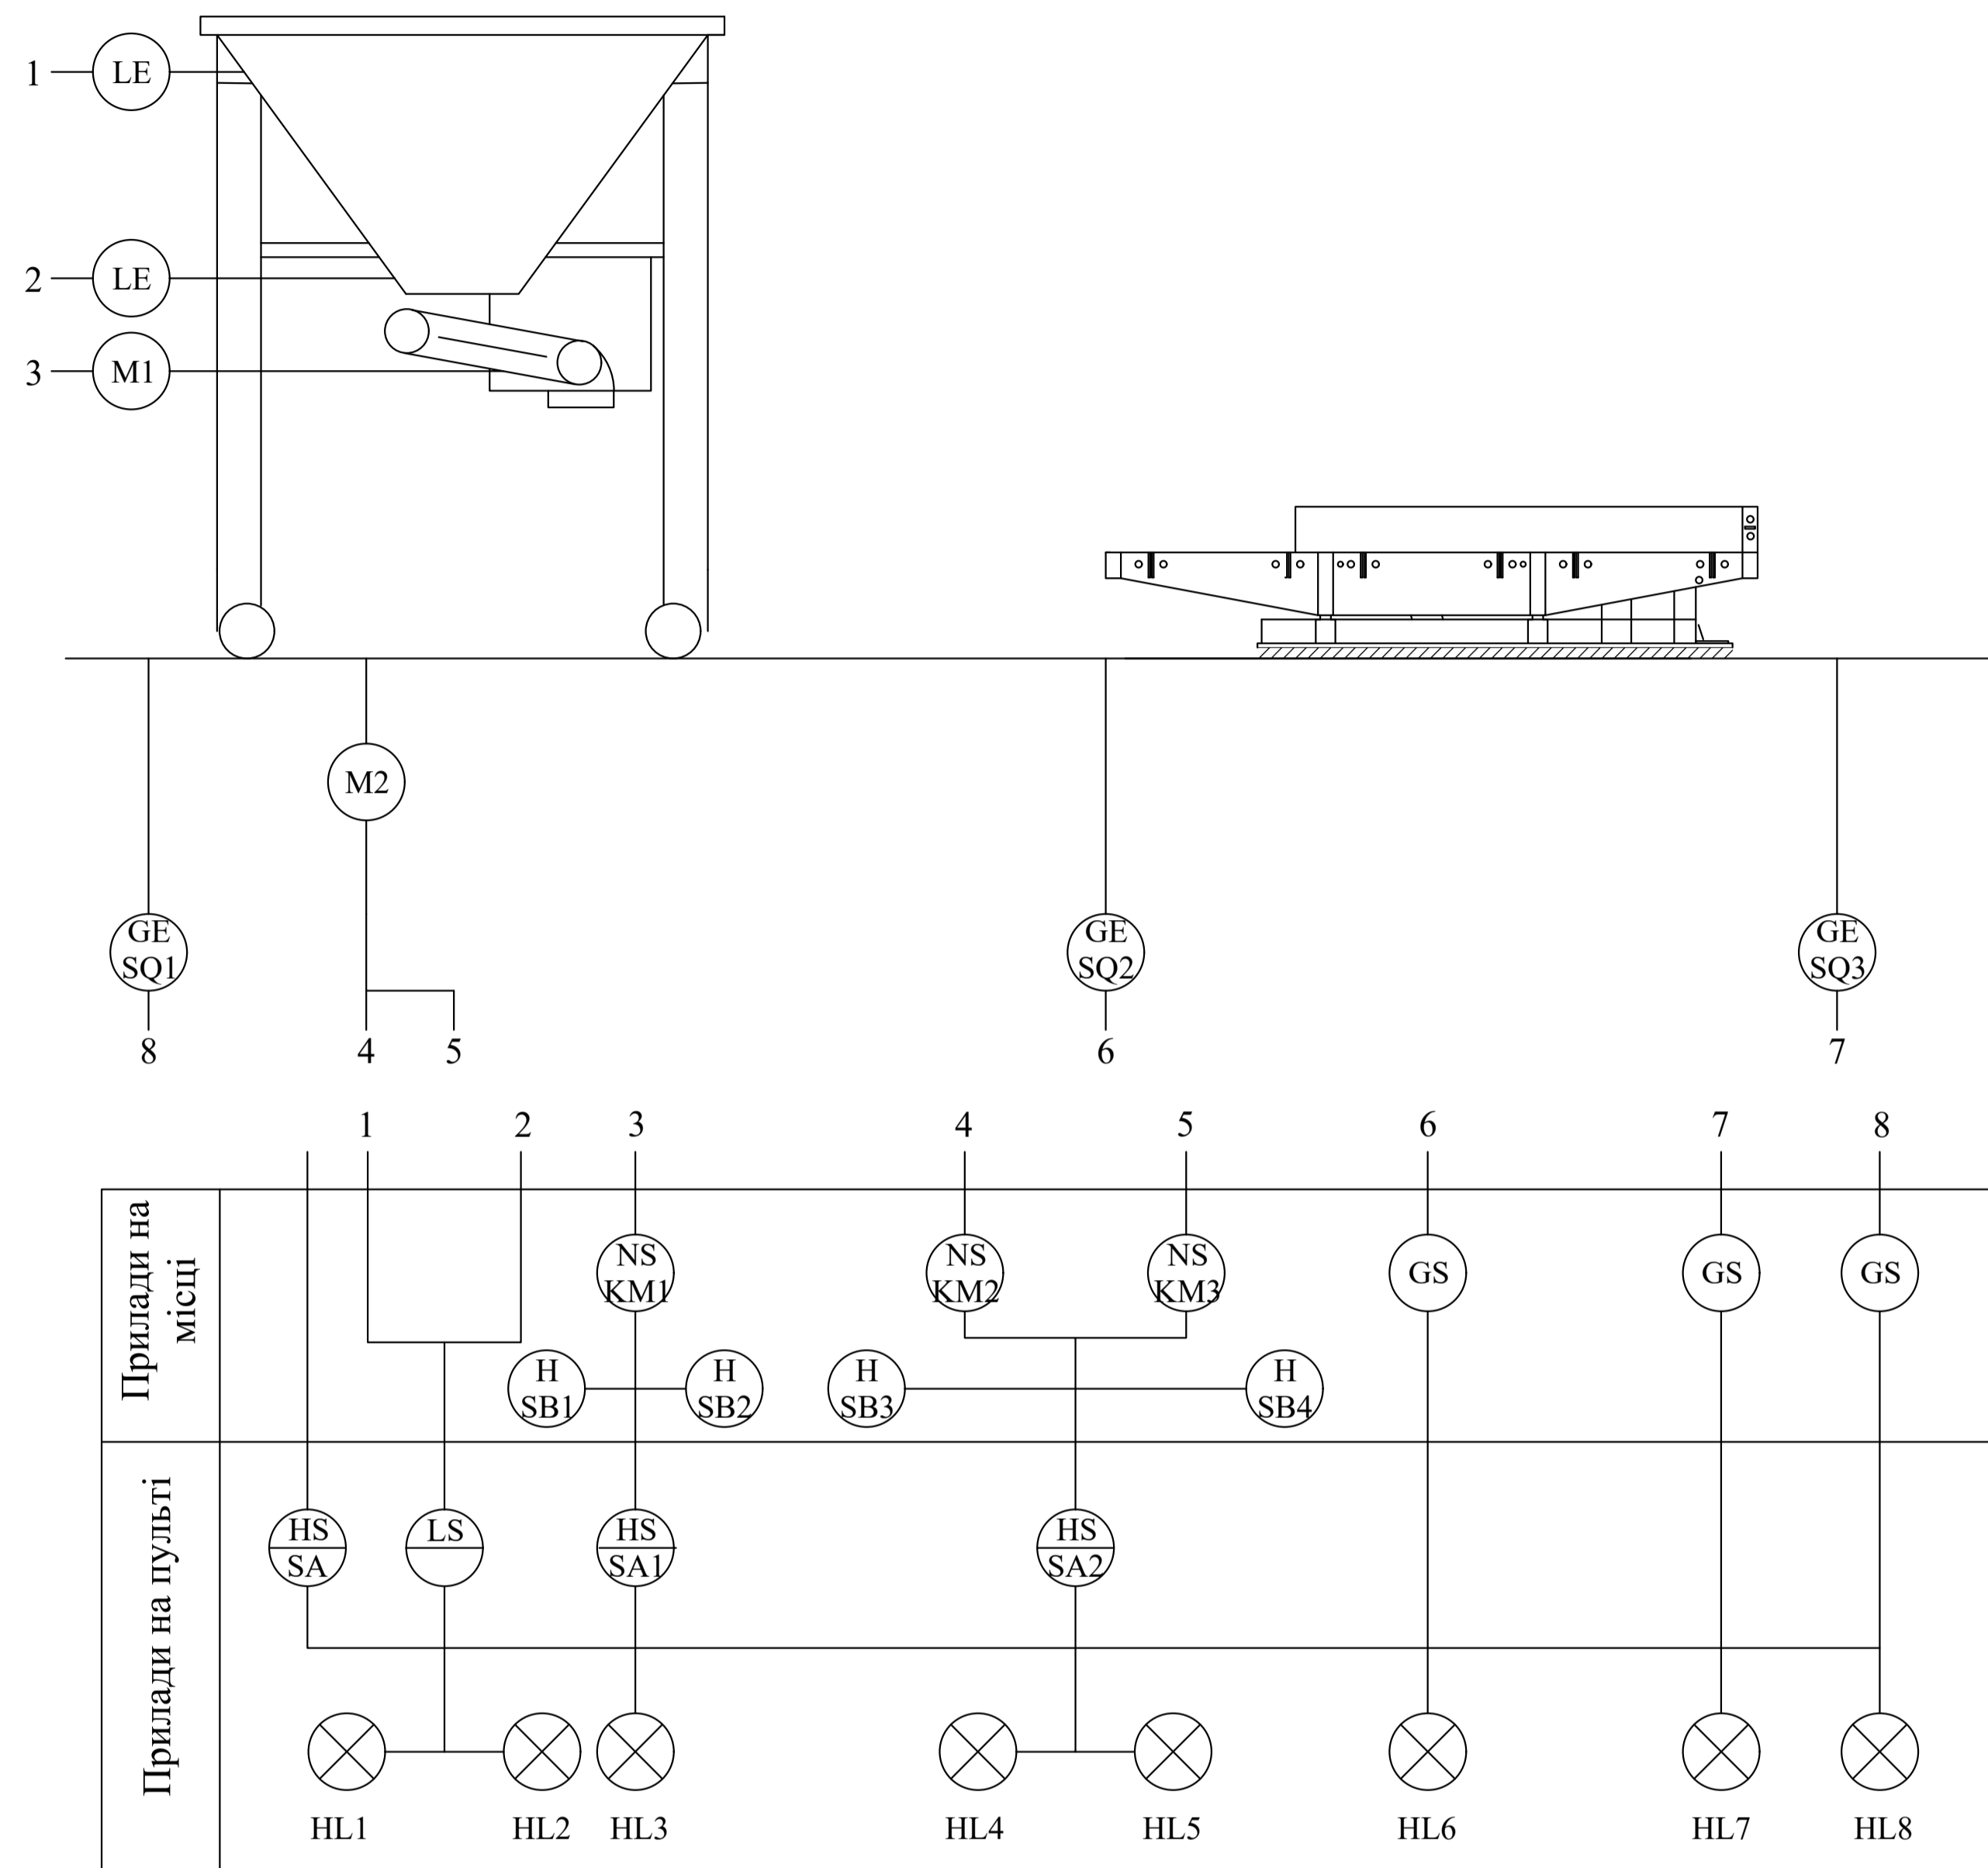 1
LE
2
LE
3
M1
M2
GE
SQ1
GE
SQ2
GE
SQ3
8
4
5
6
7
1
2
3
4
5
6
7
8
Прилади на
місці
NS
KM1
NS
KM2
NS
KM3
GS
GS
GS
H
SB1
H
SB2
H
SB3
H
SB4
Прилади на пульті
HS
SA
LS
HS
SA1
HS
SA2
HL1
HL2
HL3
HL4
HL5
HL6
HL7
HL8